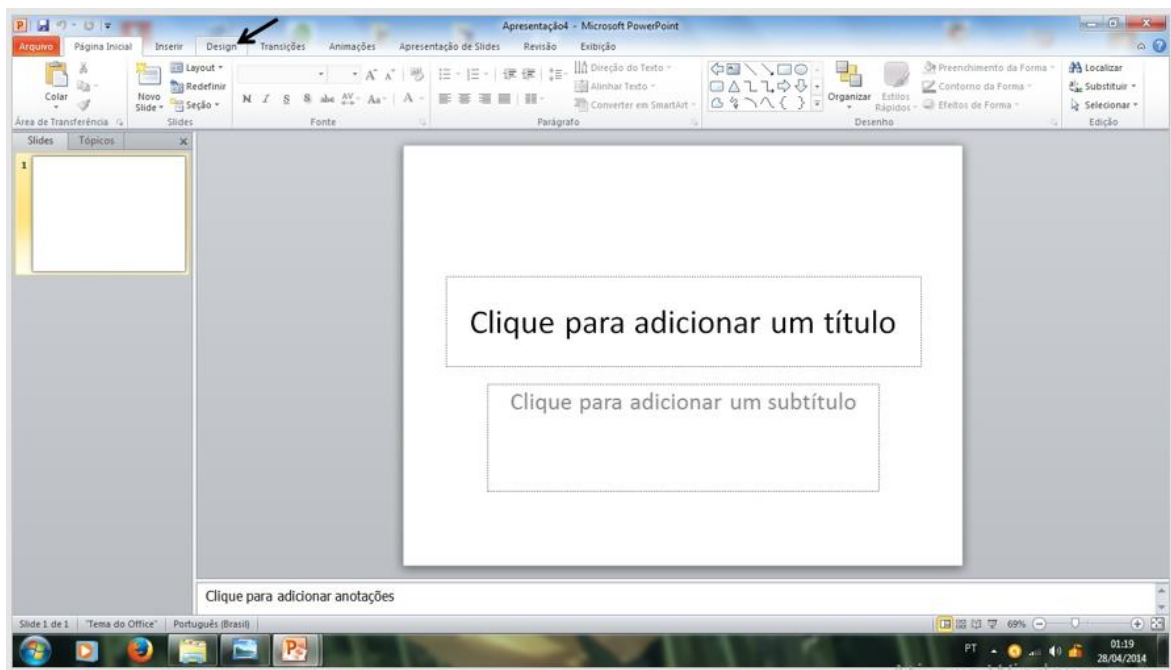 Apresentação4 - Microsoft PowerPoint
Arquivo Página Inicial Inserir Design Transições Animações Apresentação de Slides Revisão Exibição
Colar
Área de Transferência
Novo Slide
Layout
Redefinir
Seção
Slides
N I S S abc AV Aa A
Fonte
Direção do Texto
Alinhar Texto
Converter em SmartArt
Parágrafo
Organizar
Estilos Rápidos
Preenchimento da Forma
Contorno da Forma
Efeitos de Forma
Desenho
Localizar
Substituir
Selecionar
Edição
Slides Tópicos
1
Clique para adicionar um título
Clique para adicionar um subtítulo
Clique para adicionar anotações
Slide 1 de 1 "Tema do Office" Português (Brasil) 69%
PT 01:19
28/04/2014